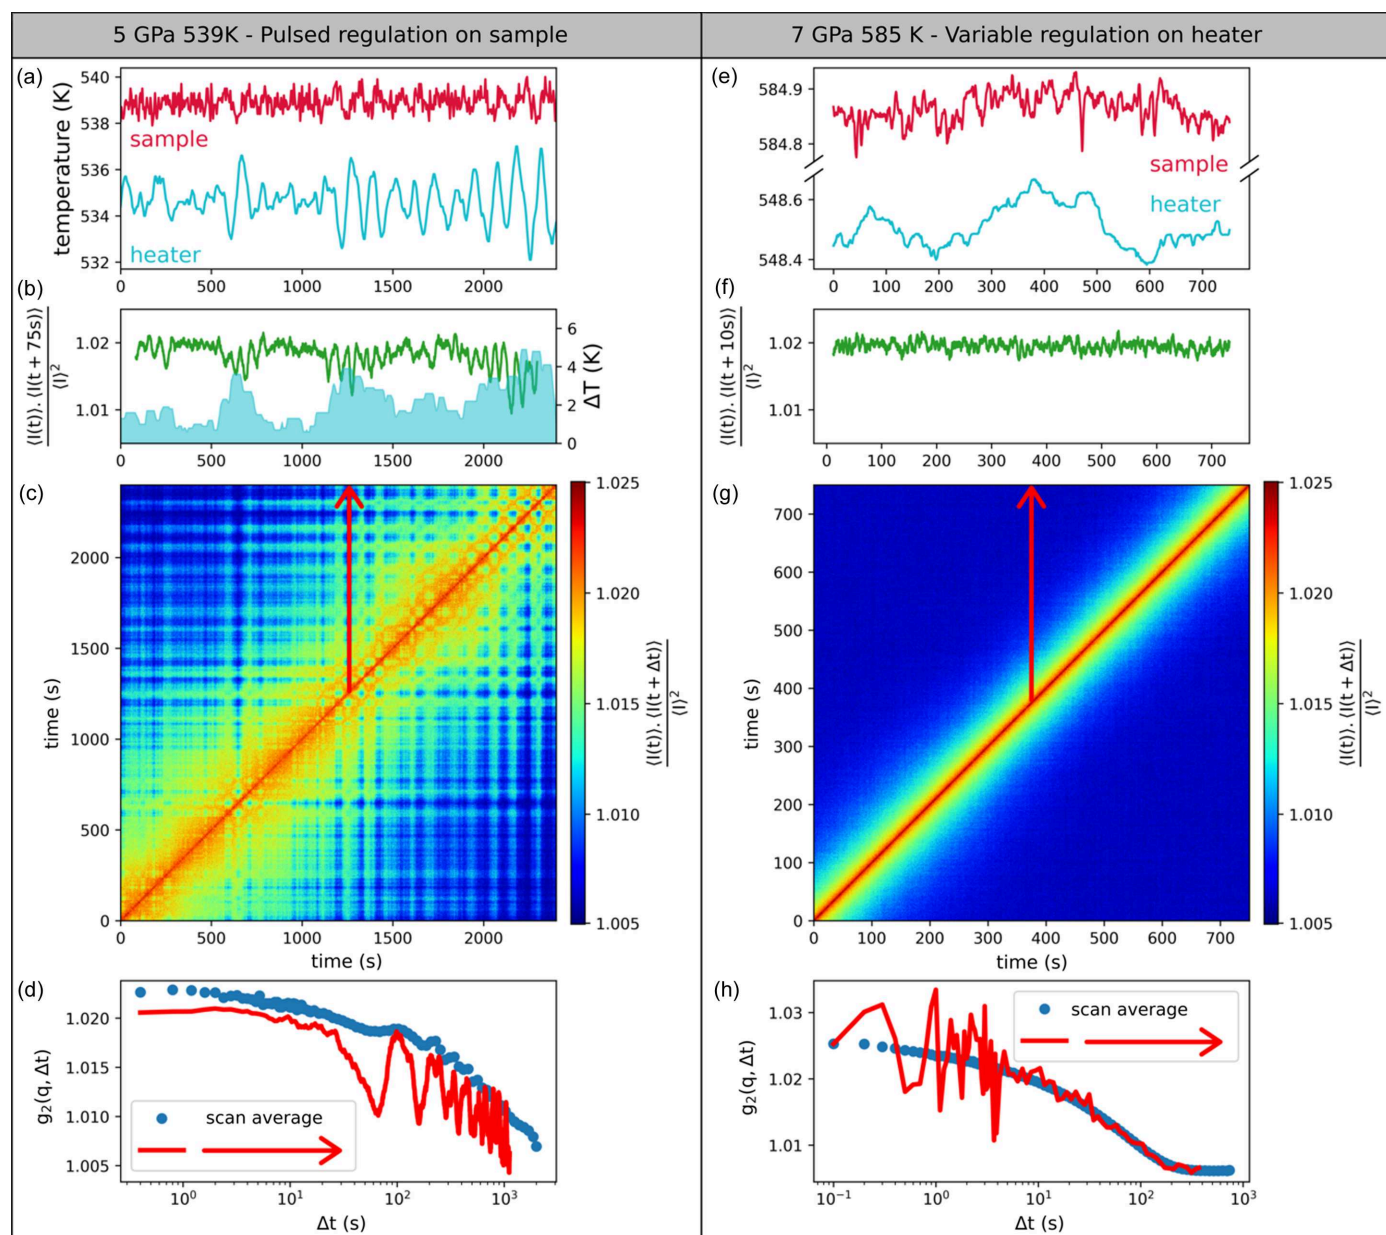 5 GPa 539K - Pulsed regulation on sample
7 GPa 585 K - Variable regulation on heater
(a)
temperature (K)
540
538
536
534
532
sample
heater
0 500 1000 1500 2000
(b)
⟨I(t)⟩. ⟨I(t + 75s)⟩
⟨I⟩²
1.02
1.01
6
4
2
0
ΔT (K)
0 500 1000 1500 2000
(c)
time (s)
2000
1500
1000
500
0
0 500 1000 1500 2000
time (s)
1.025
1.020
1.015
1.010
1.005
⟨I(t)⟩. ⟨I(t + Δt)⟩
⟨I⟩²
(d)
g₂(q, Δt)
1.020
1.015
1.010
1.005
scan average
10⁰ 10¹ 10² 10³
Δt (s)
(e)
584.9
584.8
548.6
548.4
sample
heater
0 100 200 300 400 500 600 700
(f)
⟨I(t)⟩. ⟨I(t + 10s)⟩
⟨I⟩²
1.02
1.01
0 100 200 300 400 500 600 700
(g)
time (s)
700
600
500
400
300
200
100
0
0 100 200 300 400 500 600 700
time (s)
1.025
1.020
1.015
1.010
1.005
⟨I(t)⟩. ⟨I(t + Δt)⟩
⟨I⟩²
(h)
g₂(q, Δt)
1.03
1.02
1.01
scan average
10⁻¹ 10⁰ 10¹ 10² 10³
Δt (s)